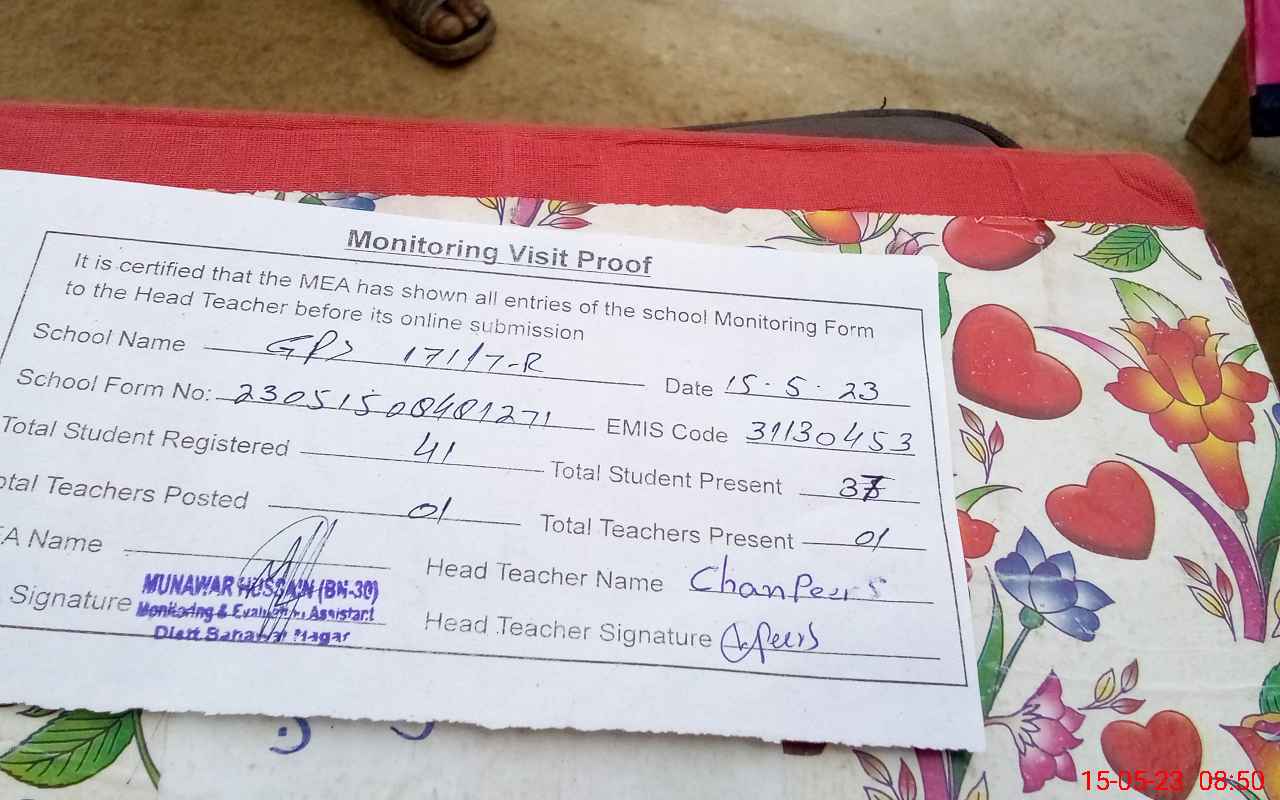 Monitoring Visit Proof
It is certified that the MEA has shown all entries of the school Monitoring Form
to the Head Teacher before its online submission
School Name GPS 171/7-R Date 15.5.23
School Form No: 23051500401271 EMIS Code 31130453
Total Student Registered 41 Total Student Present
otal Teachers Posted 01 Total Teachers Present 01
A Name Head Teacher Name
MUNAWAR HUSSAIN (BN-30)
Signature Monitoring & Evaluation Assistant
Distt Bahawal Nagar
Head Teacher Signature
15-05-23 08:50